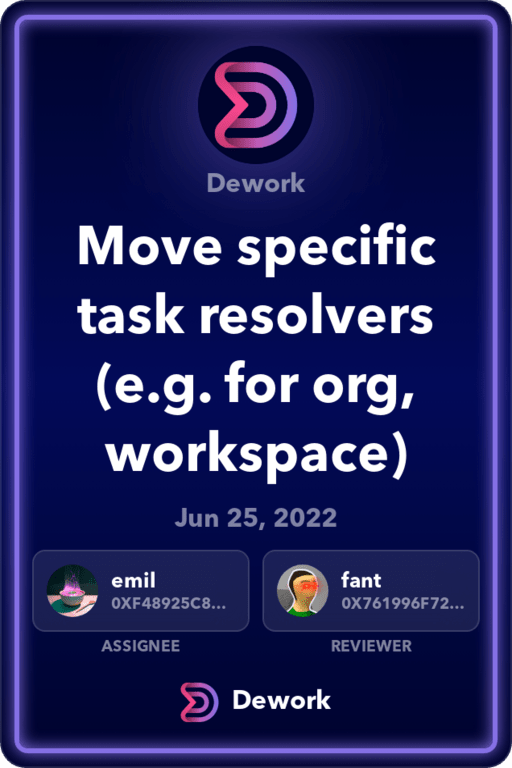 Dework
Move specific
task resolvers
(e.g. for org,
workspace)
Jun 25, 2022
emil
0XF48925C8...
ASSIGNEE
fant
0X761996F72...
REVIEWER
Dework